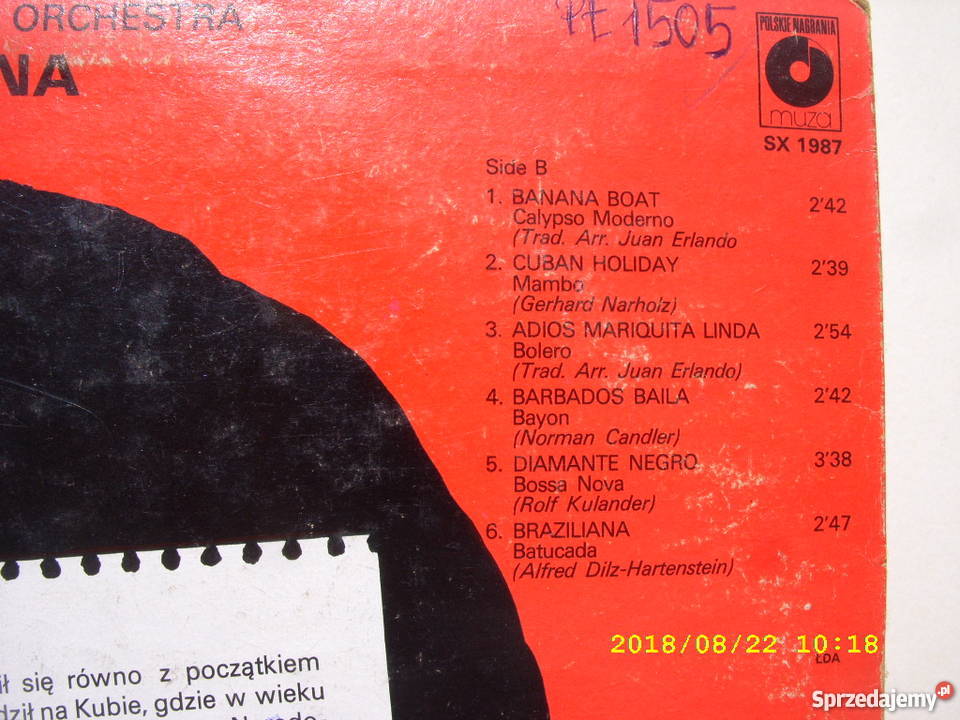 ORCHESTRA
NA
PE 1505
POLSKIE NAGRANIA
muza
SX 1987
Side B
1. BANANA BOAT 2'42
Calypso Moderno
(Trad. Arr. Juan Erlando
2. CUBAN HOLIDAY 2'39
Mambo
(Gerhard Narholz)
3. ADIOS MARIQUITA LINDA 2'54
Bolero
(Trad. Arr. Juan Erlando)
4. BARBADOS BAILA 2'42
Bayon
(Norman Candler)
5. DIAMANTE NEGRO 3'38
Bossa Nova
(Rolf Kulander)
6. BRAZILIANA 2'47
Batucada
(Alfred Dilz-Hartenstein)
2018/08/22 10:18
ŁDA
ił się równo z początkiem
dził na Kubie, gdzie w wieku
Sprzedajemy.pl